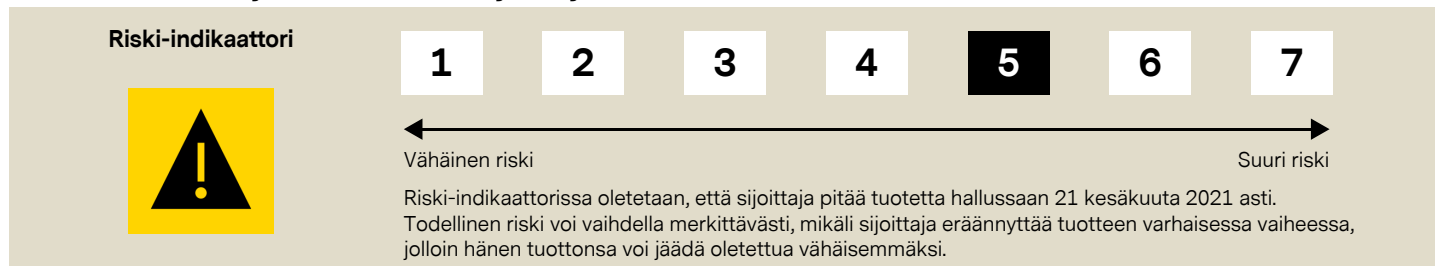 Riski-indikaattori
1 2 3 4 5 6 7
Vähäinen riski Suuri riski
Riski-indikaattorissa oletetaan, että sijoittaja pitää tuotetta hallussaan 21 kesäkuuta 2021 asti.
Todellinen riski voi vaihdella merkittävästi, mikäli sijoittaja eräännyttää tuotteen varhaisessa vaiheessa,
jolloin hänen tuottonsa voi jäädä oletettua vähäisemmäksi.